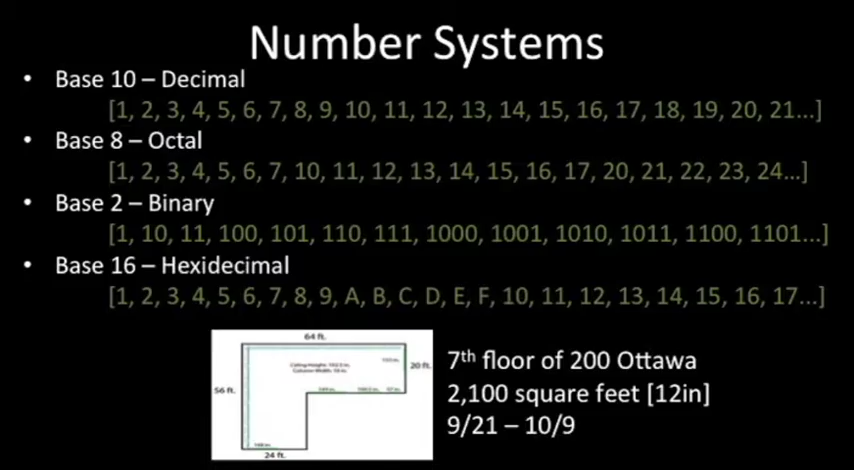 Number Systems
• Base 10 – Decimal
[1, 2, 3, 4, 5, 6, 7, 8, 9, 10, 11, 12, 13, 14, 15, 16, 17, 18, 19, 20, 21...]
• Base 8 – Octal
[1, 2, 3, 4, 5, 6, 7, 10, 11, 12, 13, 14, 15, 16, 17, 20, 21, 22, 23, 24...]
• Base 2 – Binary
[1, 10, 11, 100, 101, 110, 111, 1000, 1001, 1010, 1011, 1100, 1101...]
• Base 16 – Hexidecimal
[1, 2, 3, 4, 5, 6, 7, 8, 9, A, B, C, D, E, F, 10, 11, 12, 13, 14, 15, 16, 17...]
64 ft.
20 ft.
56 ft.
24 ft.
7th floor of 200 Ottawa
2,100 square feet [12in]
9/21 – 10/9